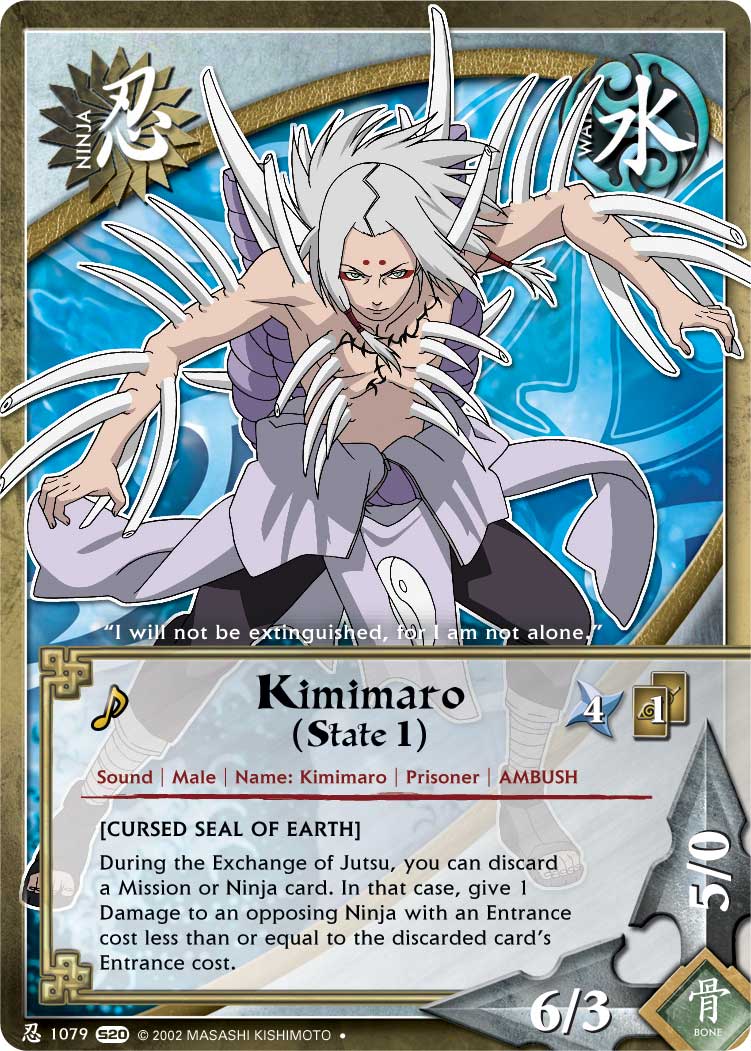 NINJA
忍
WAT
水
“I will not be extinguished, for I am not alone.”
Kimimaro
(State 1)
4
1
Sound | Male | Name: Kimimaro | Prisoner | AMBUSH
[CURSED SEAL OF EARTH]
During the Exchange of Jutsu, you can discard
a Mission or Ninja card. In that case, give 1
Damage to an opposing Ninja with an Entrance
cost less than or equal to the discarded card’s
Entrance cost.
5/0
6/3
骨
BONE
忍 1079 S20 © 2002 MASASHI KISHIMOTO •